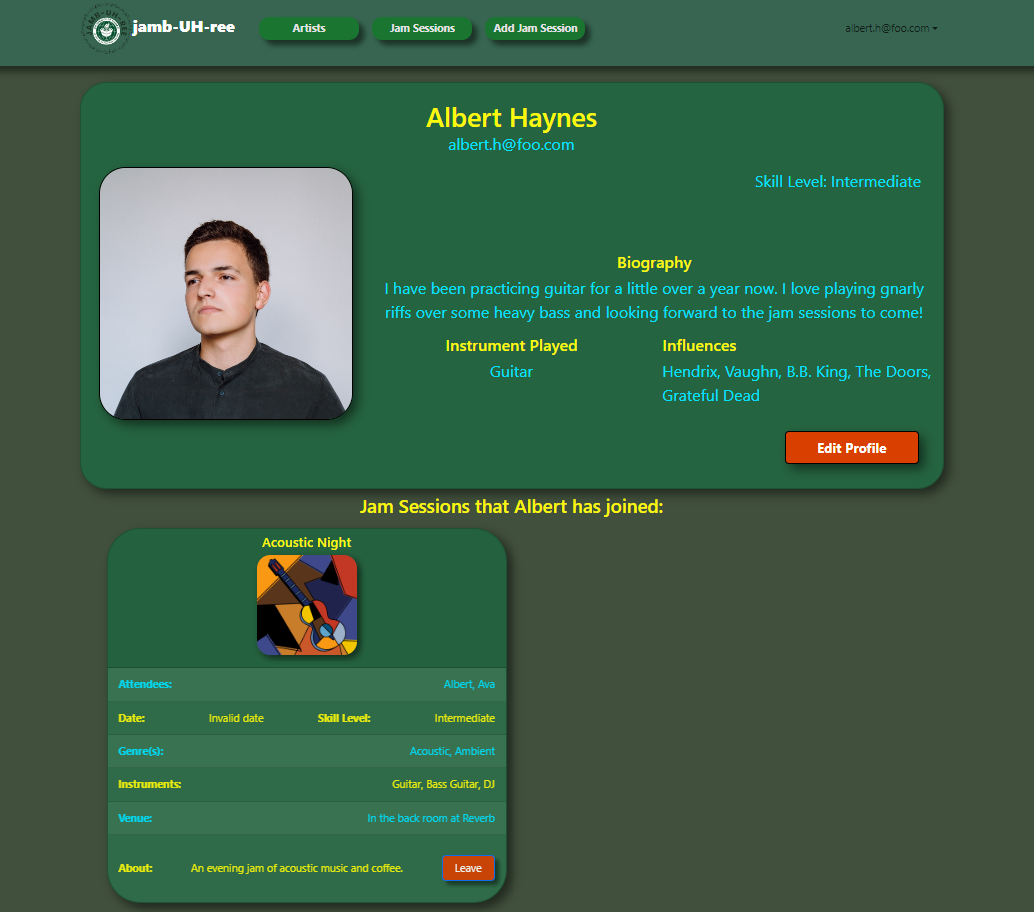 jamb-UH-ree Artists Jam Sessions Add Jam Session albert.h@foo.com
Albert Haynes
albert.h@foo.com
Skill Level: Intermediate
Biography
I have been practicing guitar for a little over a year now. I love playing gnarly
riffs over some heavy bass and looking forward to the jam sessions to come!
Instrument Played Influences
Guitar Hendrix, Vaughn, B.B. King, The Doors,
Grateful Dead
Edit Profile
Jam Sessions that Albert has joined:
Acoustic Night
Attendees: Albert, Ava
Date: Invalid date Skill Level: Intermediate
Genre(s): Acoustic, Ambient
Instruments: Guitar, Bass Guitar, DJ
Venue: In the back room at Reverb
About: An evening jam of acoustic music and coffee. Leave